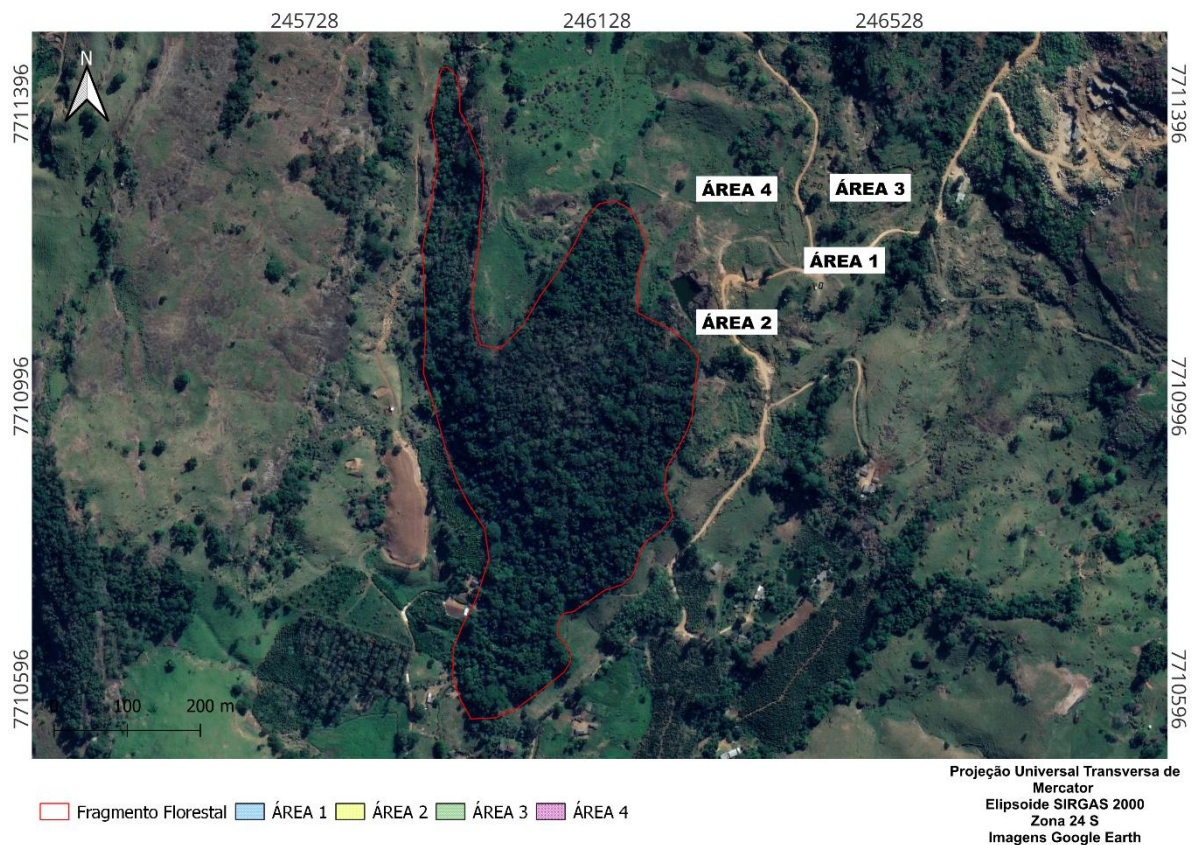 245728 246128 246528
N
7711396 7711396
ÁREA 4 ÁREA 3
ÁREA 1
ÁREA 2
7710996 7710996
7710596 7710596
0 100 200 m
Projeção Universal Transversa de
Mercator
Elipsoide SIRGAS 2000
Zona 24 S
Imagens Google Earth
Fragmento Florestal ÁREA 1 ÁREA 2 ÁREA 3 ÁREA 4